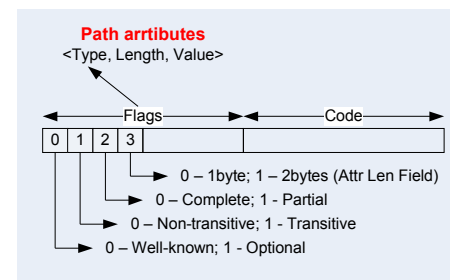 Path arrtibutes
<Type, Length, Value>
Flags Code
0 1 2 3
0 – 1byte; 1 – 2bytes (Attr Len Field)
0 – Complete; 1 - Partial
0 – Non-transitive; 1 - Transitive
0 – Well-known; 1 - Optional